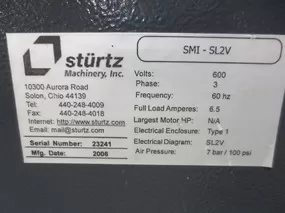 stürtz
Machinery, Inc.
10300 Aurora Road
Solon, Ohio 44139
Tel: 440-248-4009
Fax: 440-248-4018
Internet: www.sturtz.com
Email: mail@sturtz.com
Serial Number: 23241
Mfg. Date: 2006
SMI - SL2V
Volts: 600
Phase: 3
Frequency: 60 hz
Full Load Amperes: 6.5
Largest Motor HP: N/A
Electrical Enclosure: Type 1
Electrical Diagram: SL2V
Air Pressure: 7 bar/ 100 psi